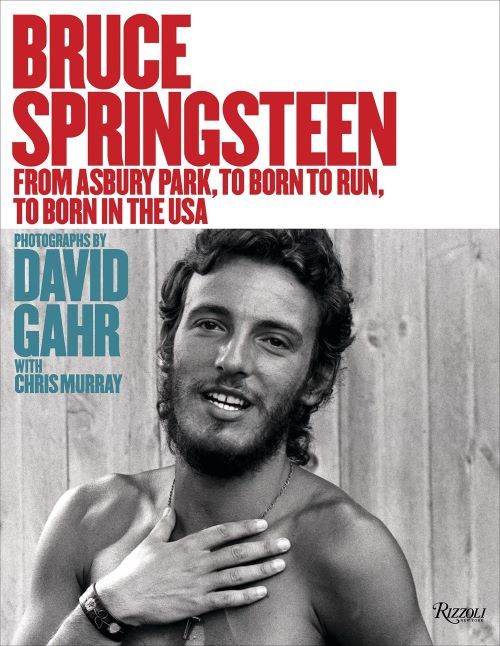 BRUCE
SPRINGSTEEN
FROM ASBURY PARK, TO BORN TO RUN,
TO BORN IN THE USA
PHOTOGRAPHS BY
DAVID
GAHR
WITH
CHRIS MURRAY
RIZZOLI
NEW YORK